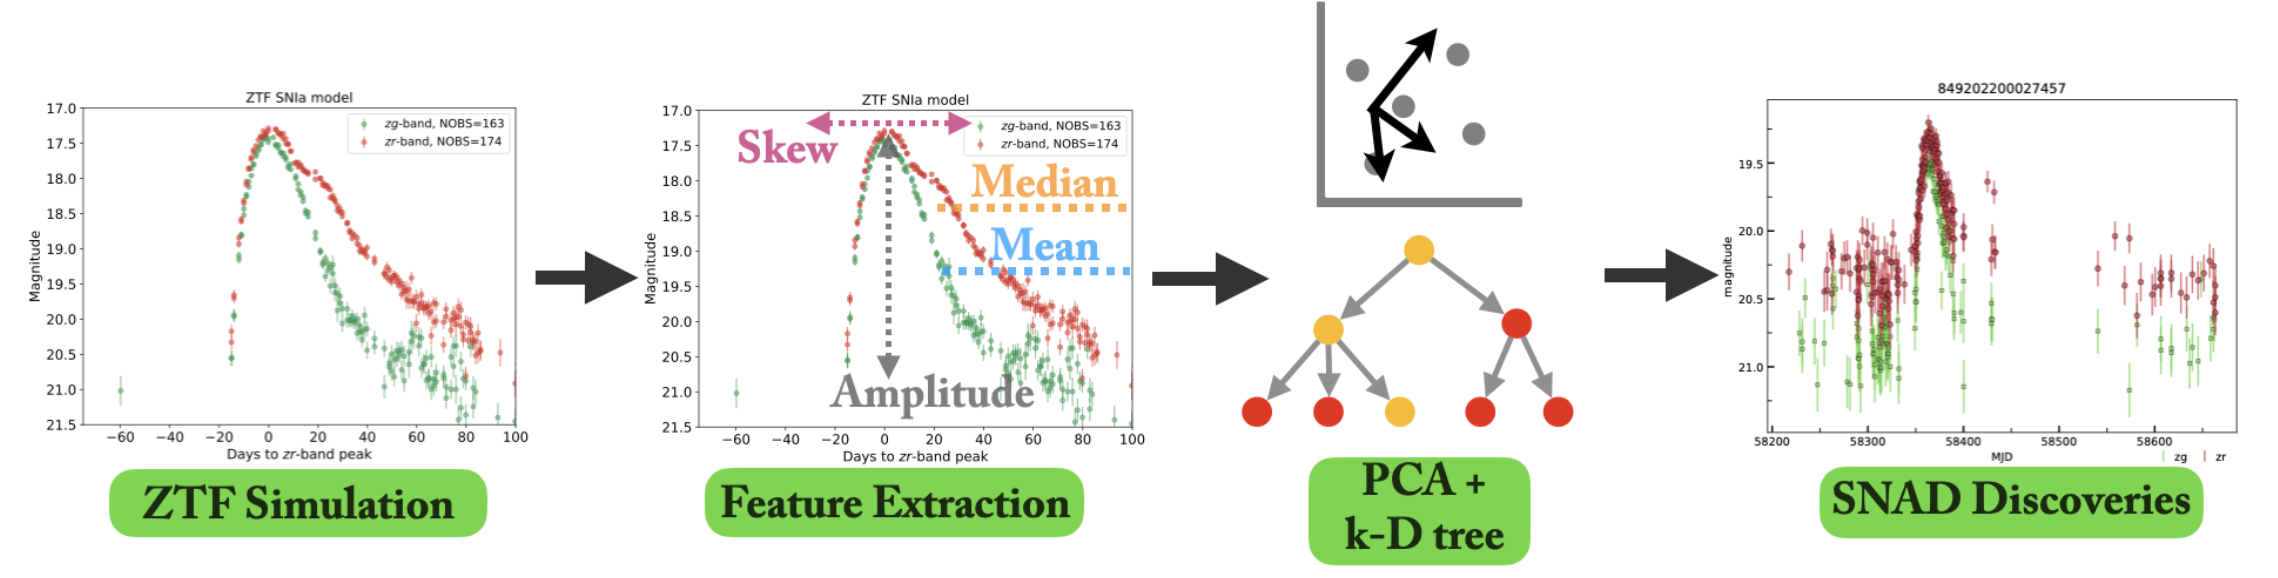 ZTF SNIa model
zg-band, NOBS=163
zr-band, NOBS=174
Magnitude
17.0
17.5
18.0
18.5
19.0
19.5
20.0
20.5
21.0
21.5
−60 −40 −20 0 20 40 60 80 100
Days to zr-band peak
ZTF Simulation
ZTF SNIa model
zg-band, NOBS=163
zr-band, NOBS=174
Skew
Median
Mean
Amplitude
Magnitude
17.0
17.5
18.0
18.5
19.0
19.5
20.0
20.5
21.0
21.5
−60 −40 −20 0 20 40 60 80 100
Days to zr-band peak
Feature Extraction
PCA +
k-D tree
849202200027457
magnitude
19.5
20.0
20.5
21.0
58200 58300 58400 58500 58600
MJD
zg zr
SNAD Discoveries